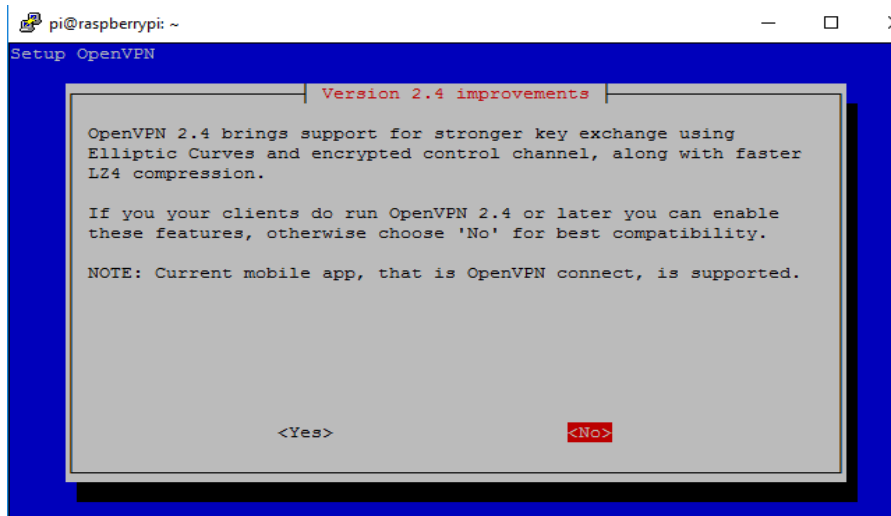 pi@raspberrypi: ~
Setup OpenVPN
Version 2.4 improvements
OpenVPN 2.4 brings support for stronger key exchange using
Elliptic Curves and encrypted control channel, along with faster
LZ4 compression.
If you your clients do run OpenVPN 2.4 or later you can enable
these features, otherwise choose 'No' for best compatibility.
NOTE: Current mobile app, that is OpenVPN connect, is supported.
<Yes> <No>